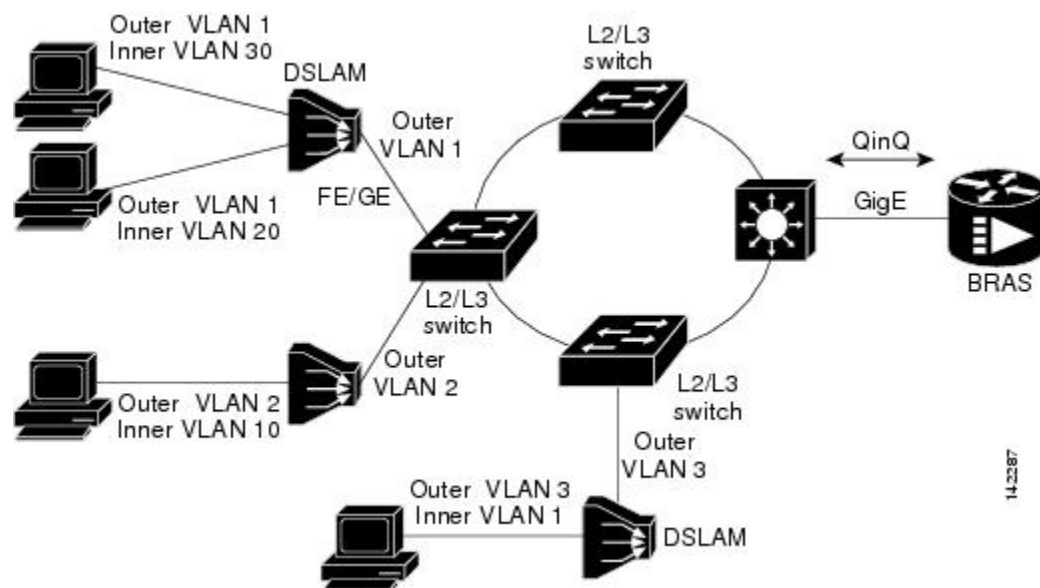 Outer VLAN 1
Inner VLAN 30
DSLAM
Outer
VLAN 1
FE/GE
Outer VLAN 1
Inner VLAN 20
L2/L3
switch
QinQ
GigE
BRAS
L2/L3
switch
Outer
VLAN 2
Outer VLAN 2
Inner VLAN 10
L2/L3
switch
Outer
VLAN 3
Outer VLAN 3
Inner VLAN 1
DSLAM
142287